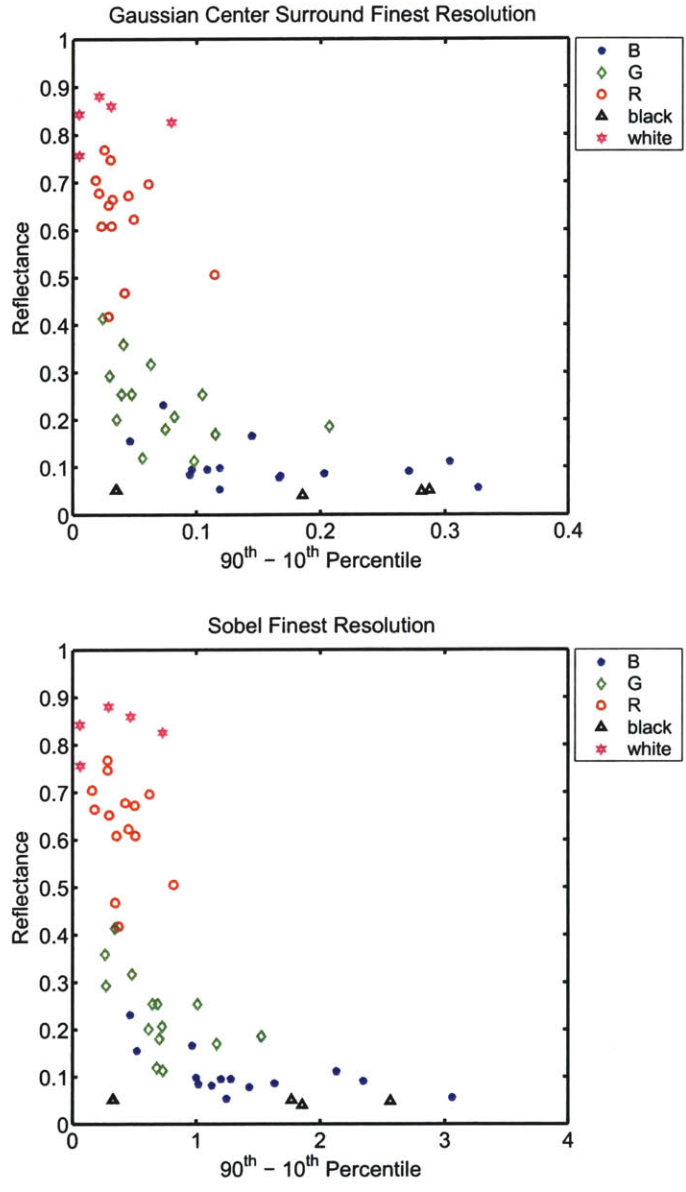 Gaussian Center Surround Finest Resolution
1
0.9
0.8
0.7
0.6
0.5
0.4
0.3
0.2
0.1
0
Reflectance
0 0.1 0.2 0.3 0.4
90th − 10th Percentile
B
G
R
black
white
Sobel Finest Resolution
1
0.9
0.8
0.7
0.6
0.5
0.4
0.3
0.2
0.1
0
Reflectance
0 1 2 3 4
90th − 10th Percentile
B
G
R
black
white